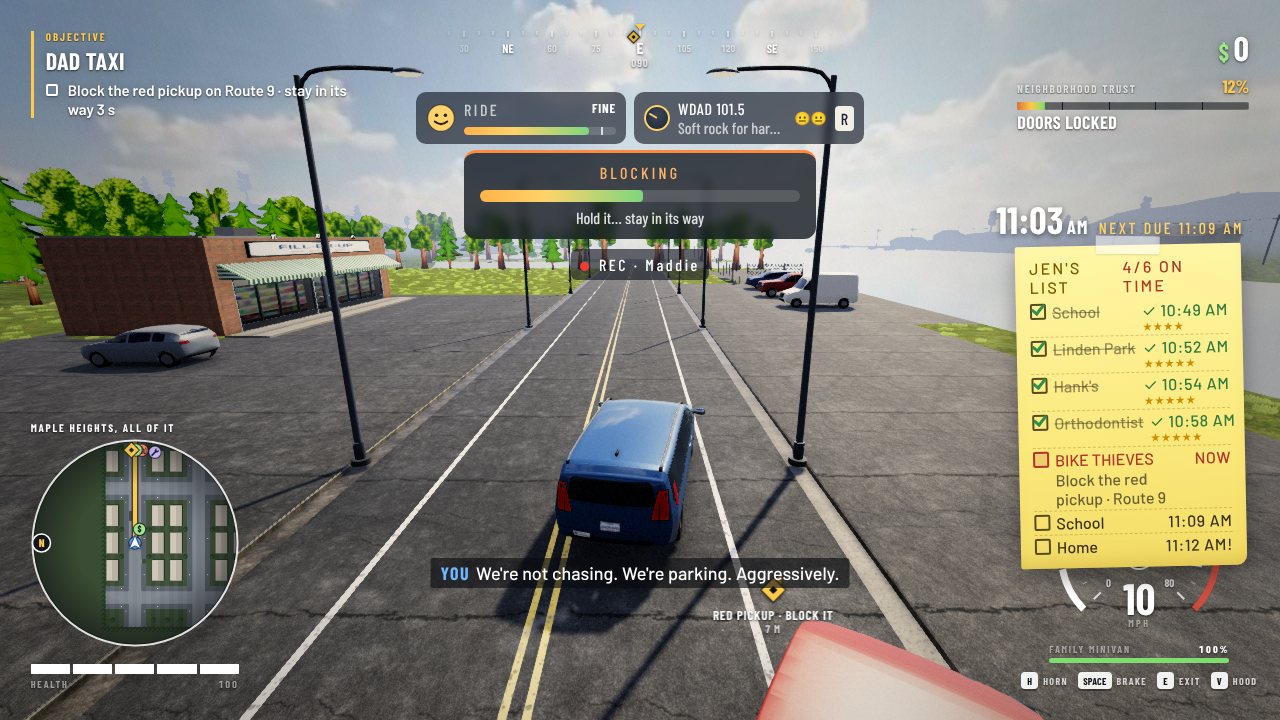 OBJECTIVE
DAD TAXI
Block the red pickup on Route 9 · stay in its
way 3 s
30 NE 60 75 E 105 120 SE 150
090
RIDE FINE
WDAD 101.5
Soft rock for har...
R
BLOCKING
Hold it... stay in its way
REC · Maddie
$ 0
NEIGHBORHOOD TRUST 12%
DOORS LOCKED
11:03 AM NEXT DUE 11:09 AM
JEN'S LIST
4/6 ON TIME
School ✓ 10:49 AM
★★★★
Linden Park ✓ 10:52 AM
★★★★★
Hank's ✓ 10:54 AM
★★★★★
Orthodontist ✓ 10:58 AM
★★★★★
BIKE THIEVES NOW
Block the red
pickup · Route 9
School 11:09 AM
Home 11:12 AM!
MAPLE HEIGHTS, ALL OF IT
N
$
HEALTH 100
YOU We're not chasing. We're parking. Aggressively.
RED PICKUP · BLOCK IT
7 M
0 80
10
MPH
FAMILY MINIVAN 100%
H HORN SPACE BRAKE E EXIT V HOOD